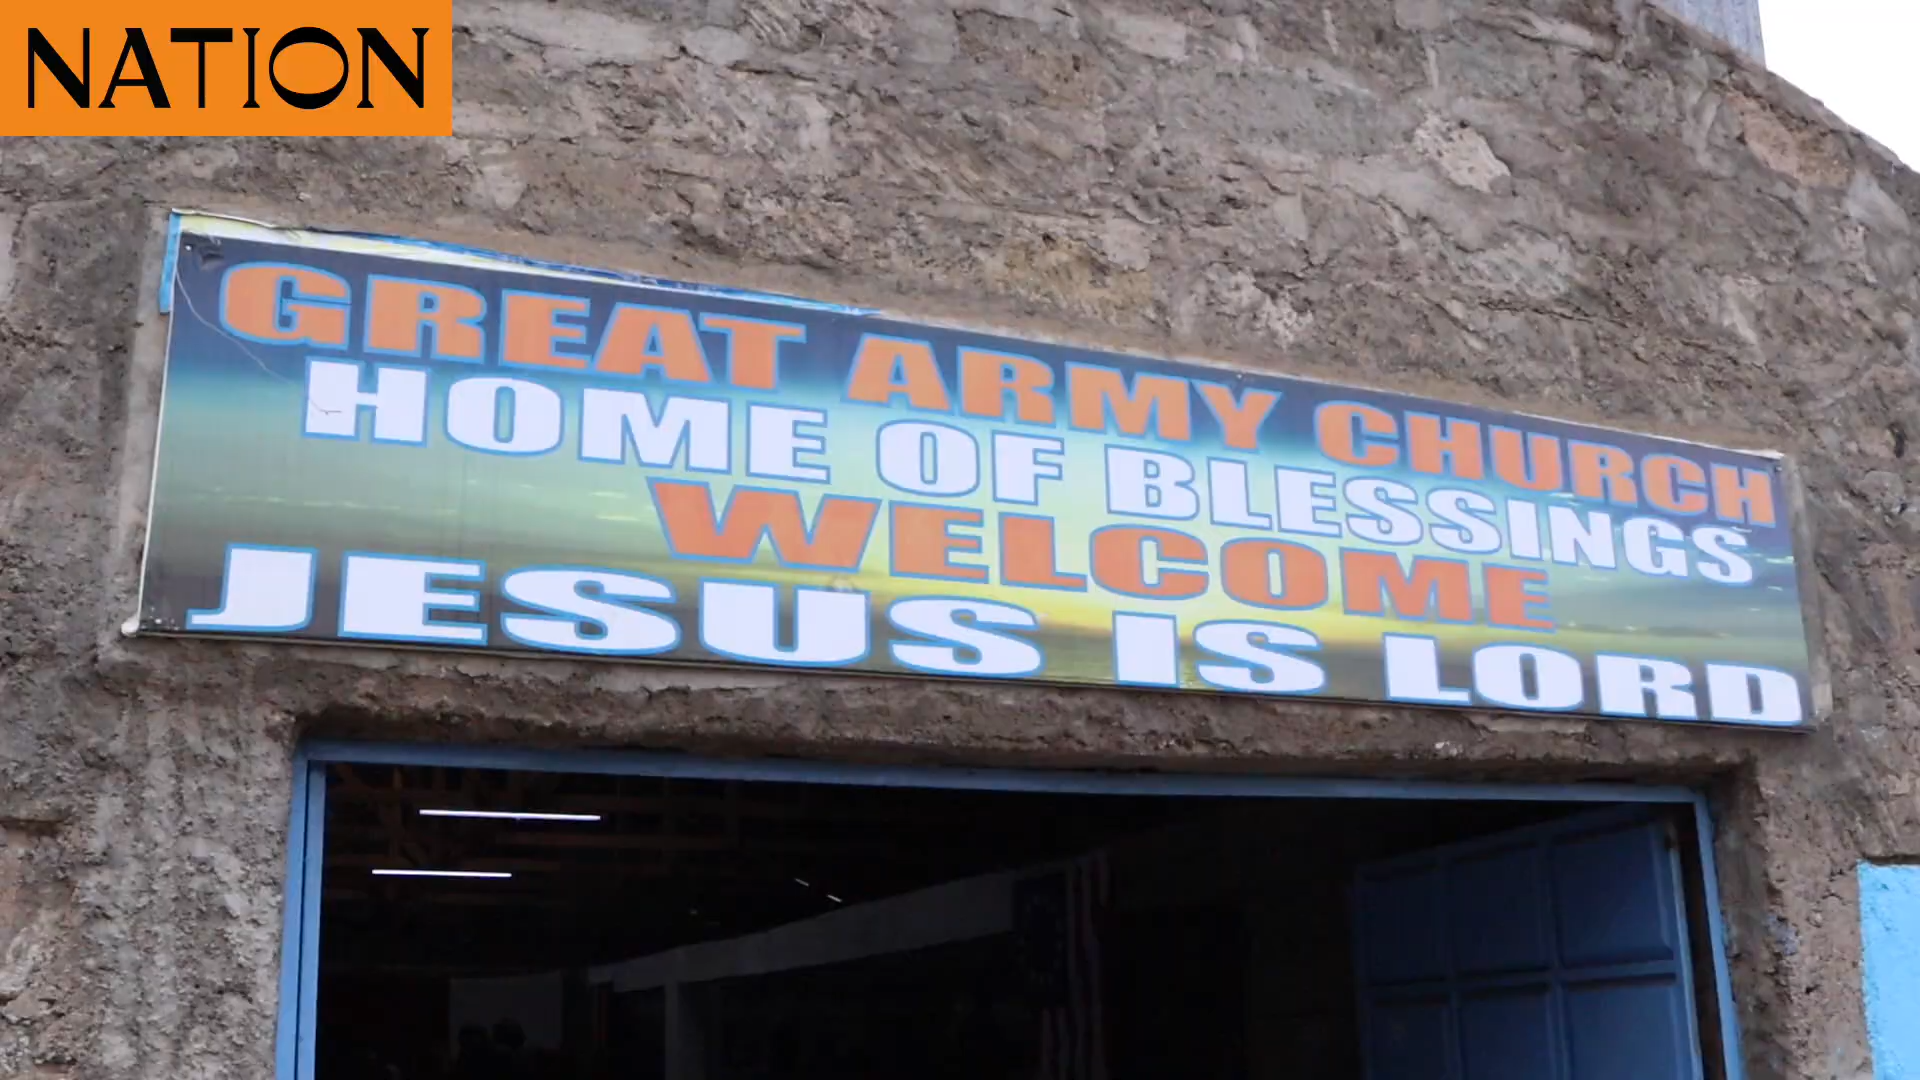 NATION
GREAT ARMY CHURCH
HOME OF BLESSINGS
WELCOME
JESUS IS LORD